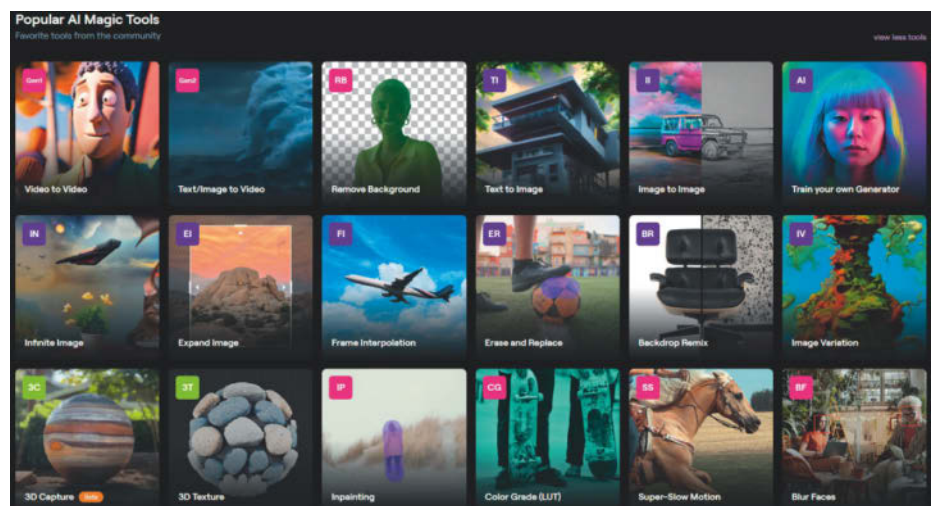 Popular AI Magic Tools
Favorite tools from the community
view less tools
Gen1
Gen2
RB
TI
II
AI
Video to Video
Text/Image to Video
Remove Background
Text to Image
Image to Image
Train your own Generator
IN
EI
FI
ER
BR
IV
Infinite Image
Expand Image
Frame Interpolation
Erase and Replace
Backdrop Remix
Image Variation
3C
3T
IP
CG
SS
BF
3D Capture Beta
3D Texture
Inpainting
Color Grade (LUT)
Super-Slow Motion
Blur Faces